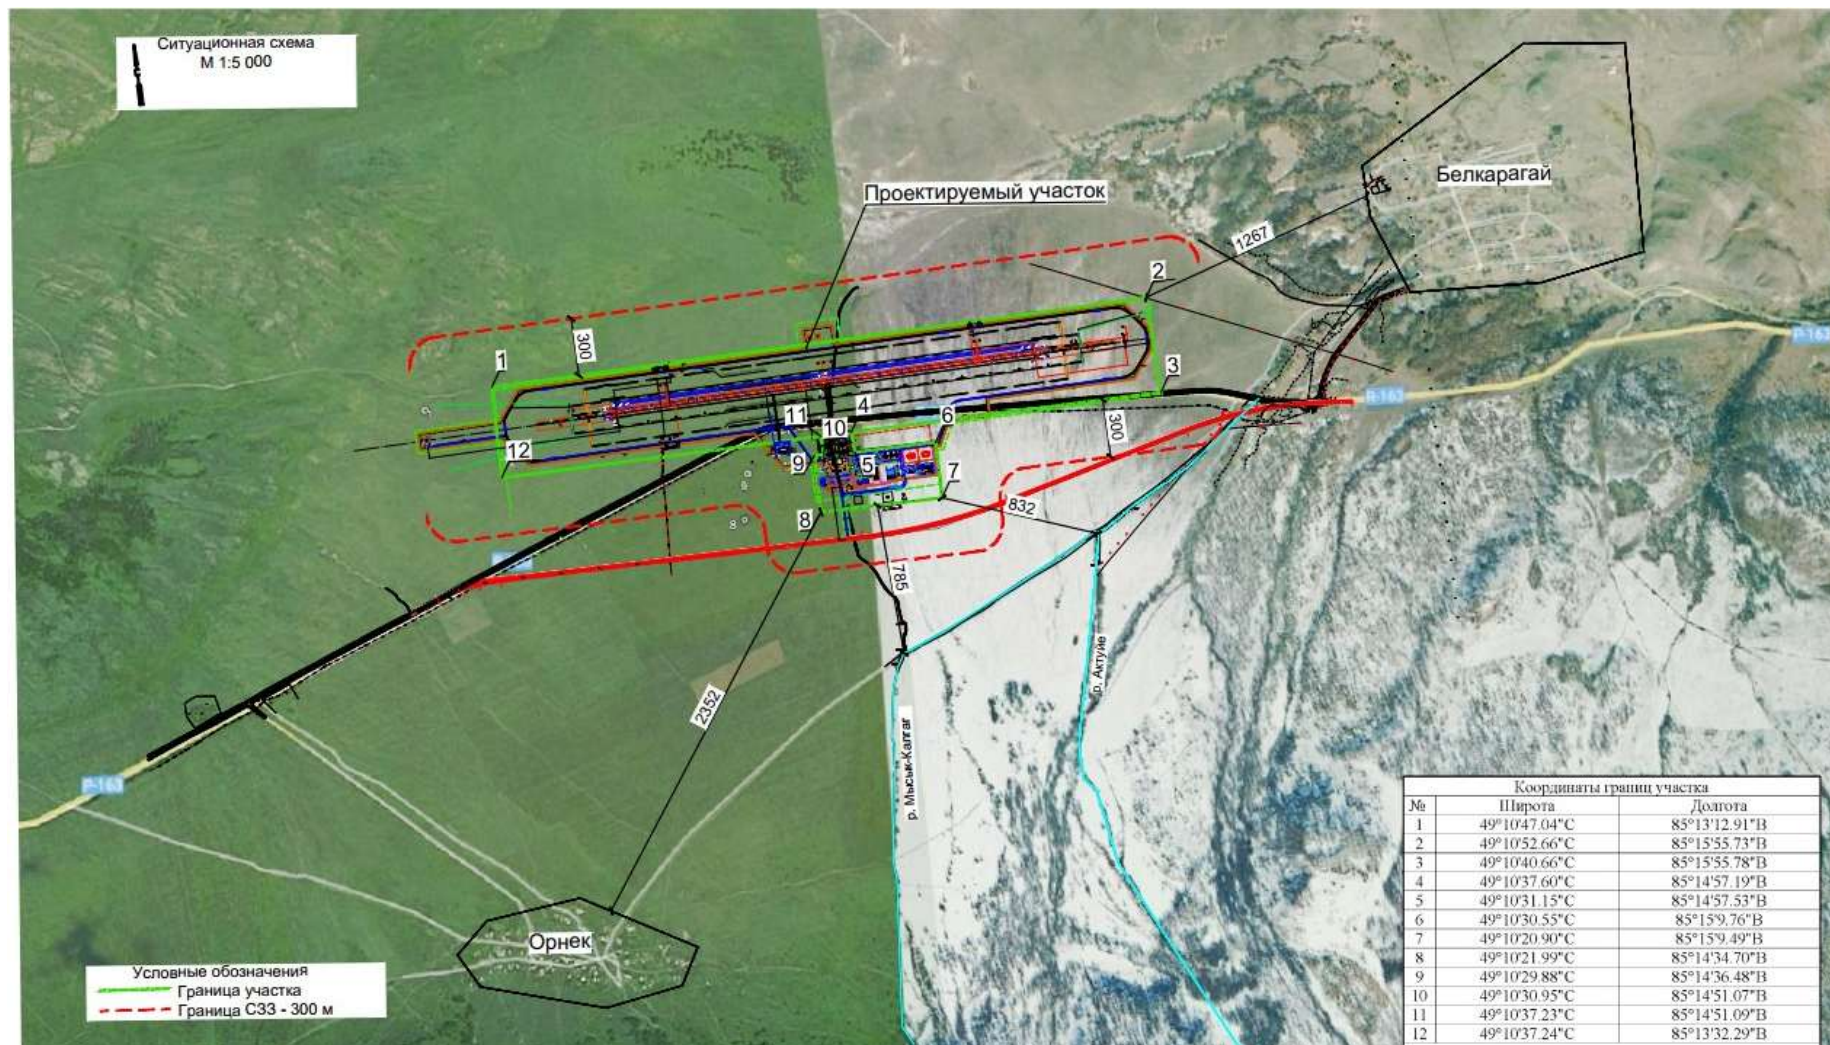 Ситуационная схема
М 1:5 000
Белкарагай
Проектируемый участок
1267
2
Р-163
300
1
3
R-163
4
11
6
10
300
12
9
5
7
832
8
785
2352
р. Актуйе
р. Мысык-Калгаг
Р-163
Орнек
Условные обозначения
Граница участка
Граница СЗЗ - 300 м
Координаты границ участка
№ Широта Долгота
1 49°10'47.04"С 85°13'12.91"В
2 49°10'52.66"С 85°15'55.73"В
3 49°10'40.66"С 85°15'55.78"В
4 49°10'37.60"С 85°14'57.19"В
5 49°10'31.15"С 85°14'57.53"В
6 49°10'30.55"С 85°15'9.76"В
7 49°10'20.90"С 85°15'9.49"В
8 49°10'21.99"С 85°14'34.70"В
9 49°10'29.88"С 85°14'36.48"В
10 49°10'30.95"С 85°14'51.07"В
11 49°10'37.23"С 85°14'51.09"В
12 49°10'37.24"С 85°13'32.29"В